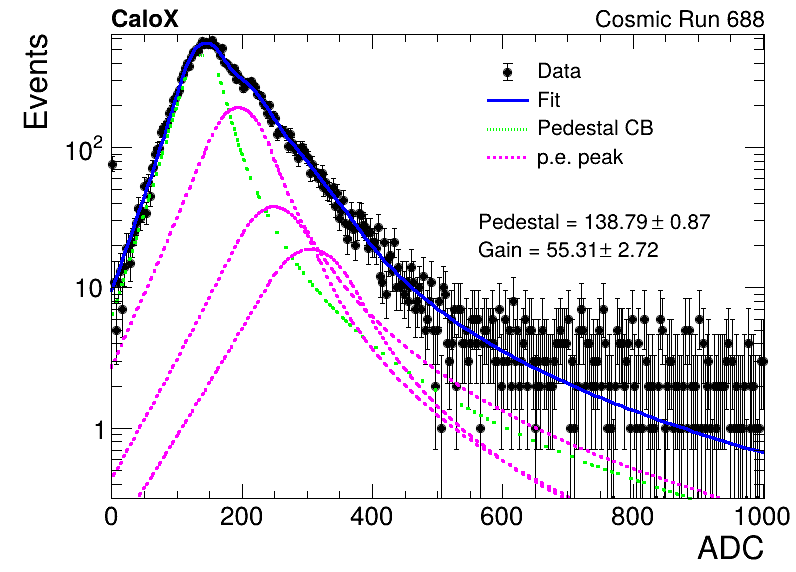 CaloX Cosmic Run 688
Events
Data
Fit
Pedestal CB
p.e. peak
Pedestal = 138.79 ± 0.87
Gain = 55.31 ± 2.72
10²
10
1
0 200 400 600 800 1000
ADC